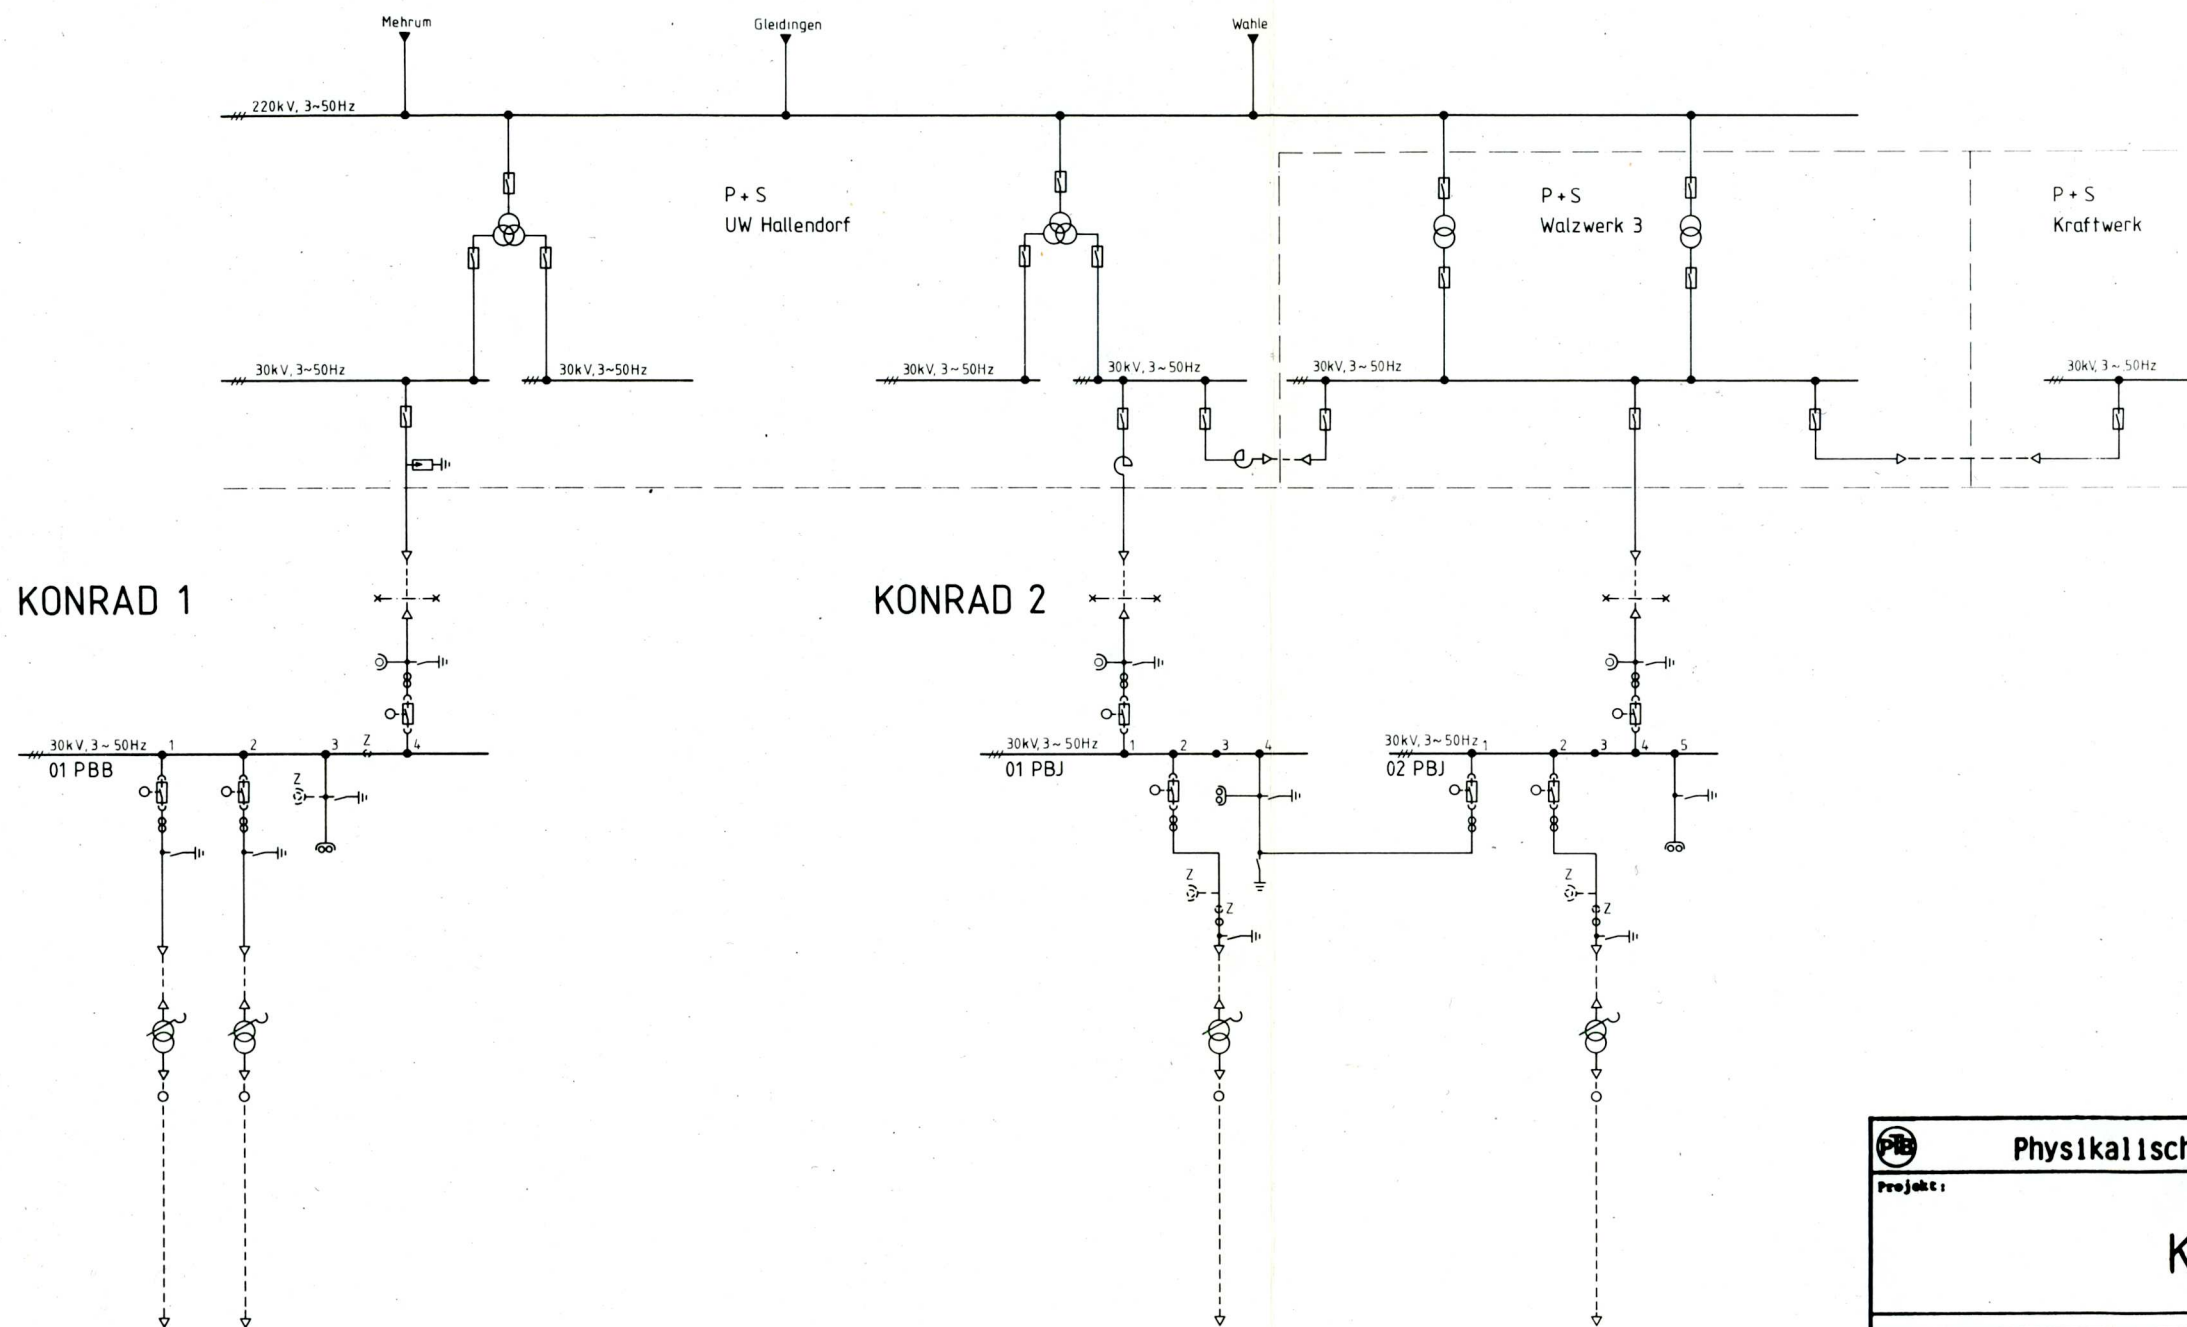 Mehrum
Gleidingen
Wahle
220kV, 3~50Hz
P+S
UW Hallendorf
P+S
Walzwerk 3
P+S
Kraftwerk
30kV, 3~50Hz
30kV, 3~50Hz
30kV, 3~50Hz
30kV, 3~50Hz
30kV, 3~50Hz
30kV, 3~50Hz
KONRAD 1
KONRAD 2
30kV, 3~50Hz 1 2 3 Z 4
01 PBB
Z
30kV, 3~50Hz 1 2 3 4
01 PBJ
Z
Z
30kV, 3~50Hz 1 2 3 4 5
02 PBJ
Z
Z
PTB
Physikalisch
Projekt:
K